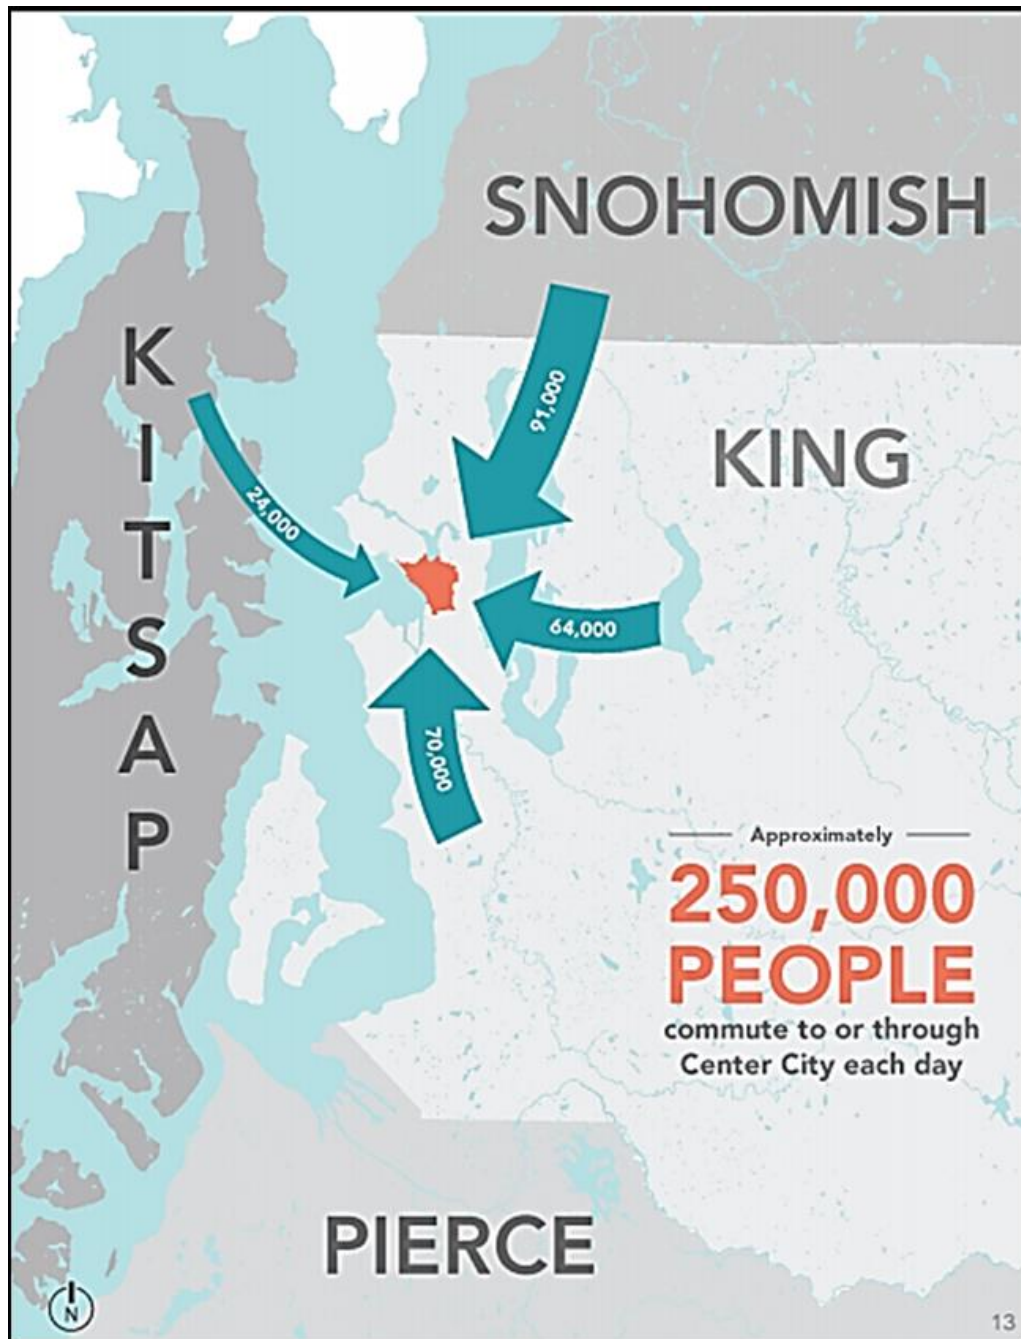 SNOHOMISH
KITSAP
KING
91,000
24,000
64,000
70,000
Approximately
250,000
PEOPLE
commute to or through
Center City each day
PIERCE
N
13